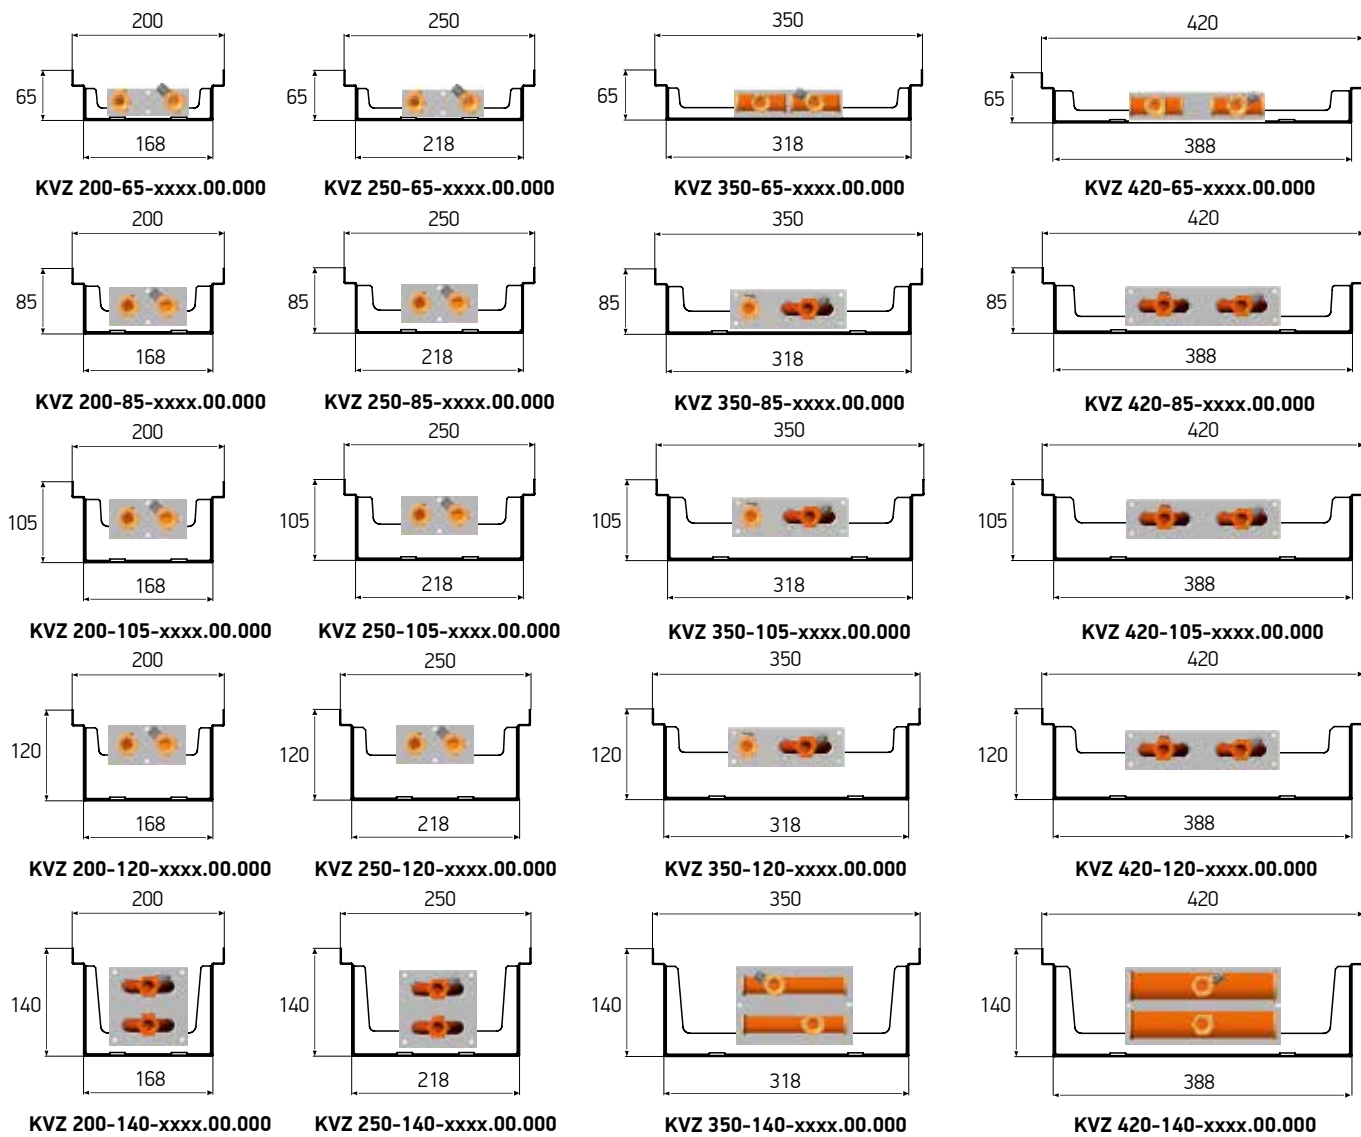 200 250 350 420
65 65 65 65
168 218 318 388
KVZ 200-65-xxxx.00.000 KVZ 250-65-xxxx.00.000 KVZ 350-65-xxxx.00.000 KVZ 420-65-xxxx.00.000
200 250 350 420
85 85 85 85
168 218 318 388
KVZ 200-85-xxxx.00.000 KVZ 250-85-xxxx.00.000 KVZ 350-85-xxxx.00.000 KVZ 420-85-xxxx.00.000
200 250 350 420
105 105 105 105
168 218 318 388
KVZ 200-105-xxxx.00.000 KVZ 250-105-xxxx.00.000 KVZ 350-105-xxxx.00.000 KVZ 420-105-xxxx.00.000
200 250 350 420
120 120 120 120
168 218 318 388
KVZ 200-120-xxxx.00.000 KVZ 250-120-xxxx.00.000 KVZ 350-120-xxxx.00.000 KVZ 420-120-xxxx.00.000
200 250 350 420
140 140 140 140
168 218 318 388
KVZ 200-140-xxxx.00.000 KVZ 250-140-xxxx.00.000 KVZ 350-140-xxxx.00.000 KVZ 420-140-xxxx.00.000